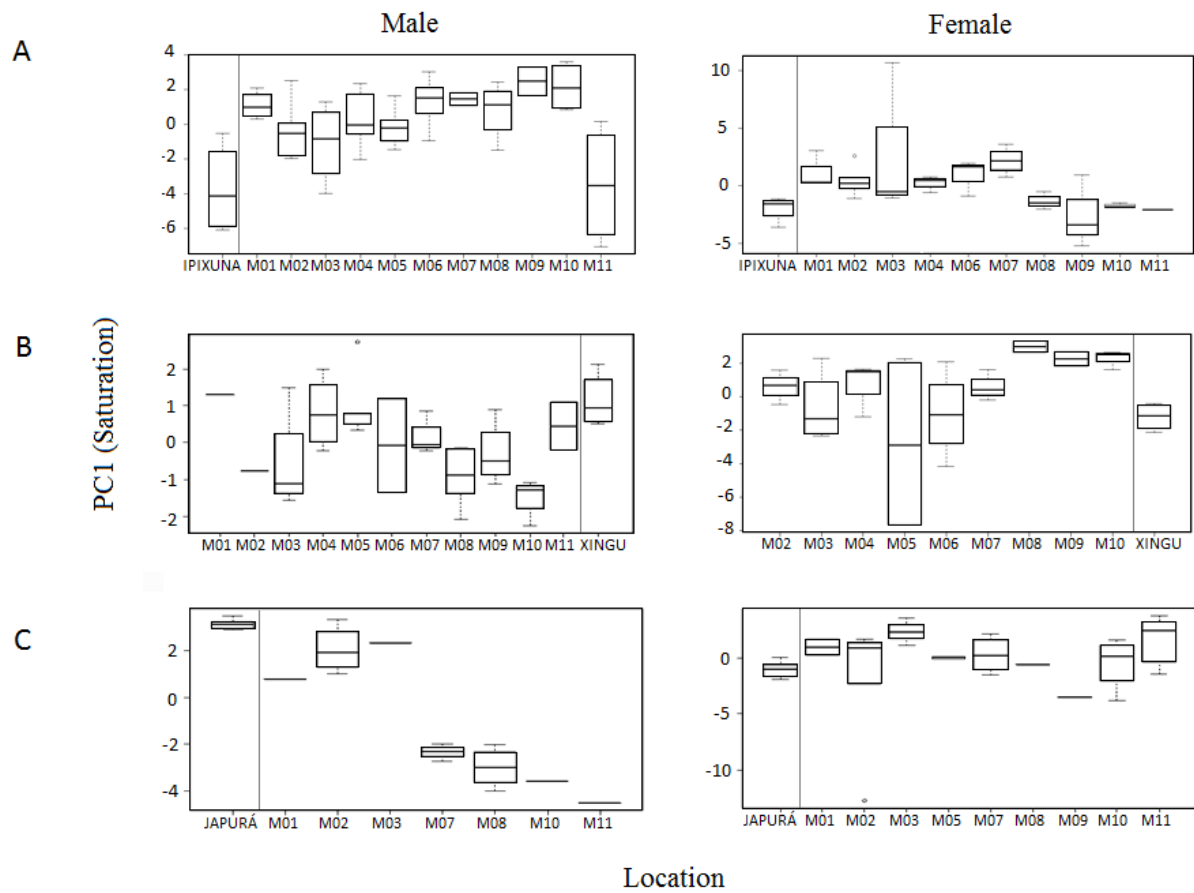 Male
Female
A
4
2
0
-2
-4
-6
IPIXUNA M01 M02 M03 M04 M05 M06 M07 M08 M09 M10 M11
10
5
0
-5
IPIXUNA M01 M02 M03 M04 M06 M07 M08 M09 M10 M11
PC1 (Saturation)
B
2
1
0
-1
-2
M01 M02 M03 M04 M05 M06 M07 M08 M09 M10 M11 XINGU
2
0
-2
-4
-6
-8
M02 M03 M04 M05 M06 M07 M08 M09 M10 XINGU
C
2
0
-2
-4
JAPURÁ M01 M02 M03 M07 M08 M10 M11
0
-5
-10
JAPURÁ M01 M02 M03 M05 M07 M08 M09 M10 M11
Location